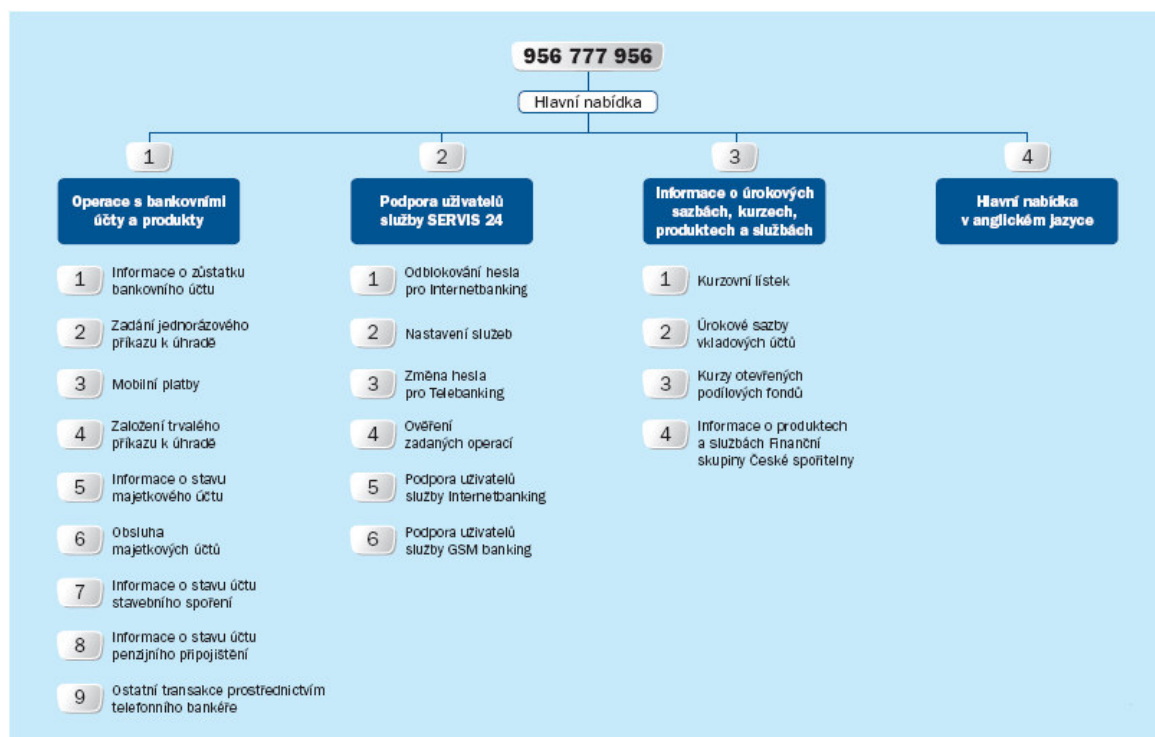 956 777 956
Hlavní nabídka
1
Operace s bankovními
účty a produkty
1
Informace o zůstatku
bankovního účtu
2
Zadání jednorázového
příkazu k úhradě
3
Mobilní platby
4
Založení trvalého
příkazu k úhradě
5
Informace o stavu
majetkového účtu
6
Obsluha
majetkových účtů
7
Informace o stavu účtu
stavebního spoření
8
Informace o stavu účtu
penzijního připojištění
9
Ostatní transakce prostřednictvím
telefonního bankéře
2
Podpora uživatelů
služby SERVIS 24
1
Odblokování hesla
pro Internetbanking
2
Nastavení služeb
3
Změna hesla
pro Telebanking
4
Ověření
zadaných operací
5
Podpora uživatelů
služby Internetbanking
6
Podpora uživatelů
služby GSM banking
3
Informace o úrokových
sazbách, kurzech,
produktech a službách
1
Kurzovní lístek
2
Úrokové sazby
vkladových účtů
3
Kurzy otevřených
podílových fondů
4
Informace o produktech
a službách Finanční
skupiny České spořitelny
4
Hlavní nabídka
v anglickém jazyce